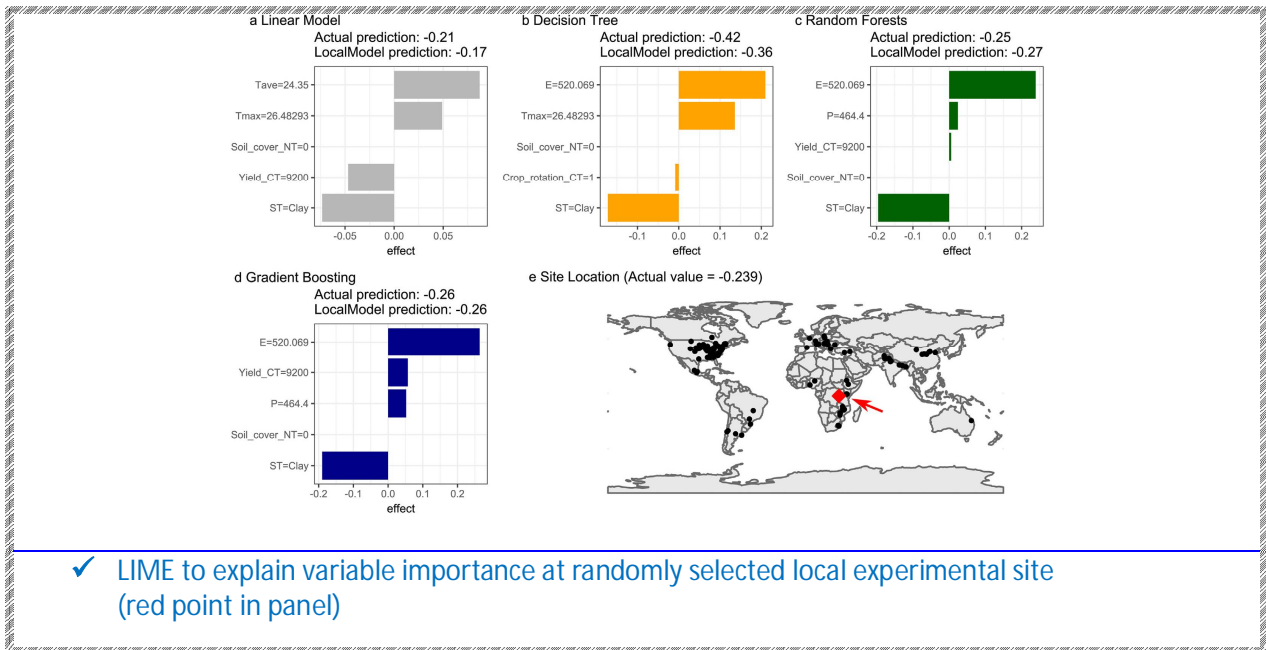 a Linear Model
Actual prediction: -0.21
LocalModel prediction: -0.17
Tave=24.35
Tmax=26.48293
Soil_cover_NT=0
Yield_CT=9200
ST=Clay
-0.05 0.00 0.05
effect
b Decision Tree
Actual prediction: -0.42
LocalModel prediction: -0.36
E=520.069
Tmax=26.48293
Soil_cover_NT=0
Crop_rotation_CT=1
ST=Clay
-0.1 0.0 0.1 0.2
effect
c Random Forests
Actual prediction: -0.25
LocalModel prediction: -0.27
E=520.069
P=464.4
Yield_CT=9200
Soil_cover_NT=0
ST=Clay
-0.2 -0.1 0.0 0.1 0.2
effect
d Gradient Boosting
Actual prediction: -0.26
LocalModel prediction: -0.26
E=520.069
Yield_CT=9200
P=464.4
Soil_cover_NT=0
ST=Clay
-0.2 -0.1 0.0 0.1 0.2
effect
e Site Location (Actual value = -0.239)
✓ LIME to explain variable importance at randomly selected local experimental site
(red point in panel)